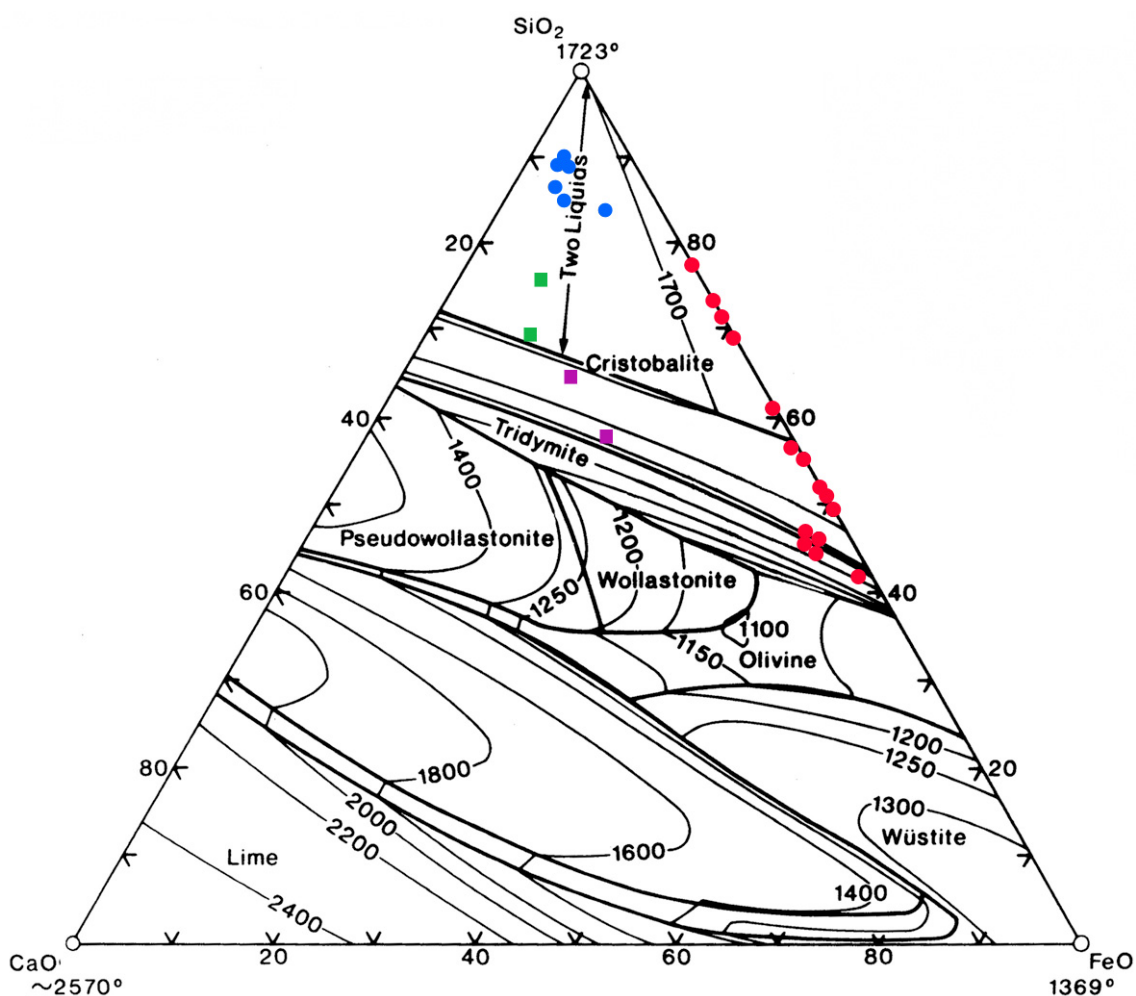 SiO₂
1723°
Two Liquids
20
80
1700
Cristobalite
40
60
Tridymite
1400
Pseudowollastonite
1200
Wollastonite
1250
60
40
1100
Olivine
1150
1200
1250
80
20
1800
1300
Wüstite
2000
2200
1600
Lime
1400
2400
CaO
20
40
60
80
FeO
~2570°
1369°